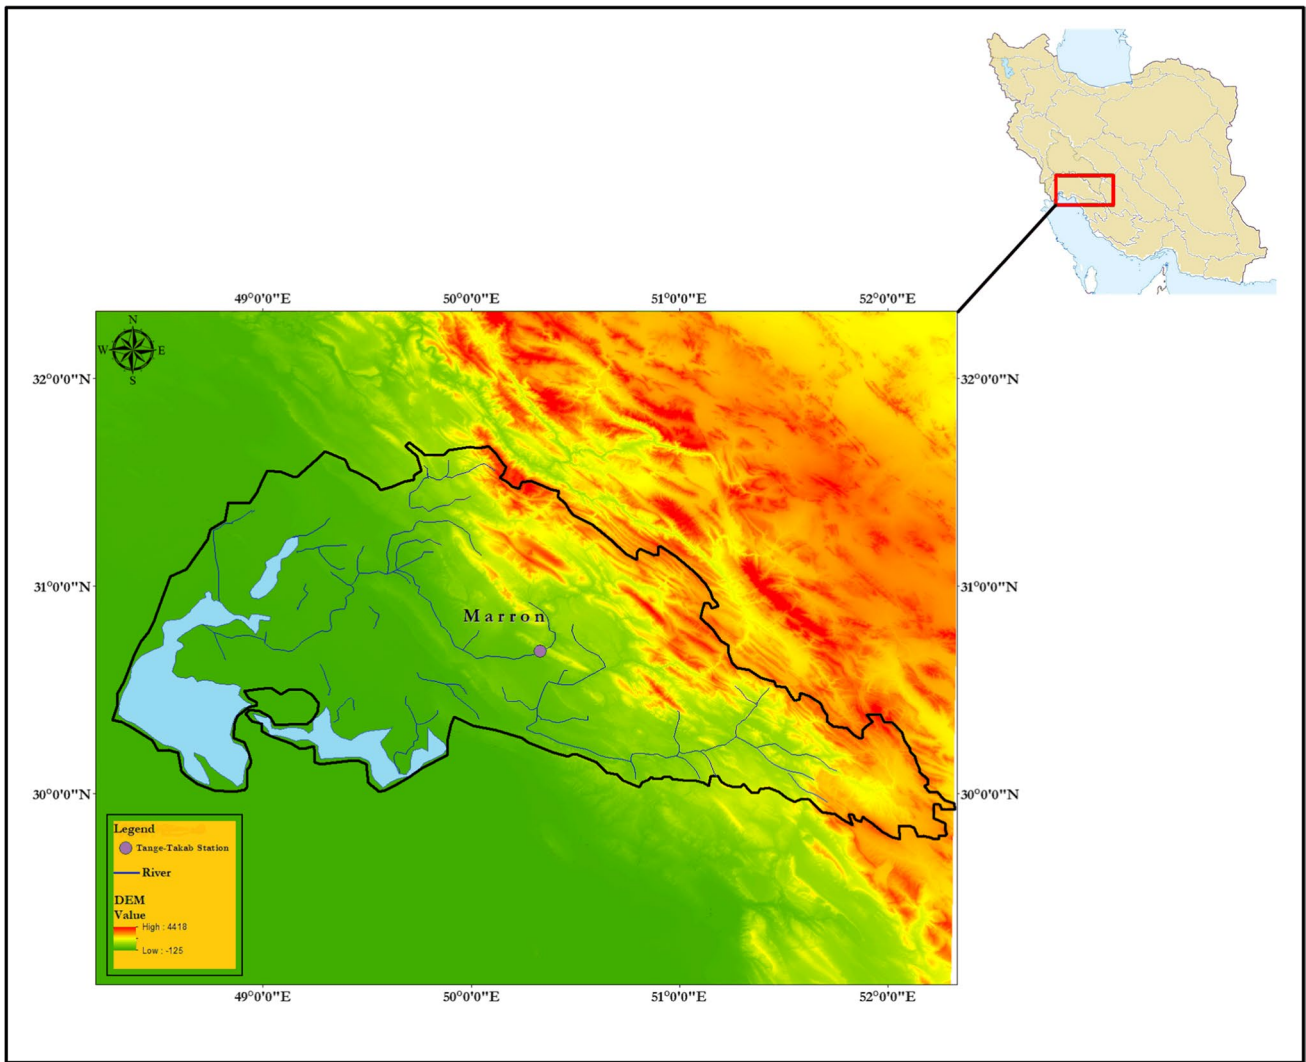 49°0'0"E 50°0'0"E 51°0'0"E 52°0'0"E
N
W E
S
32°0'0"N 32°0'0"N
31°0'0"N 31°0'0"N
Marron
30°0'0"N 30°0'0"N
Legend
Tange-Takab Station
River
DEM
Value
High : 4418
Low : -125
49°0'0"E 50°0'0"E 51°0'0"E 52°0'0"E